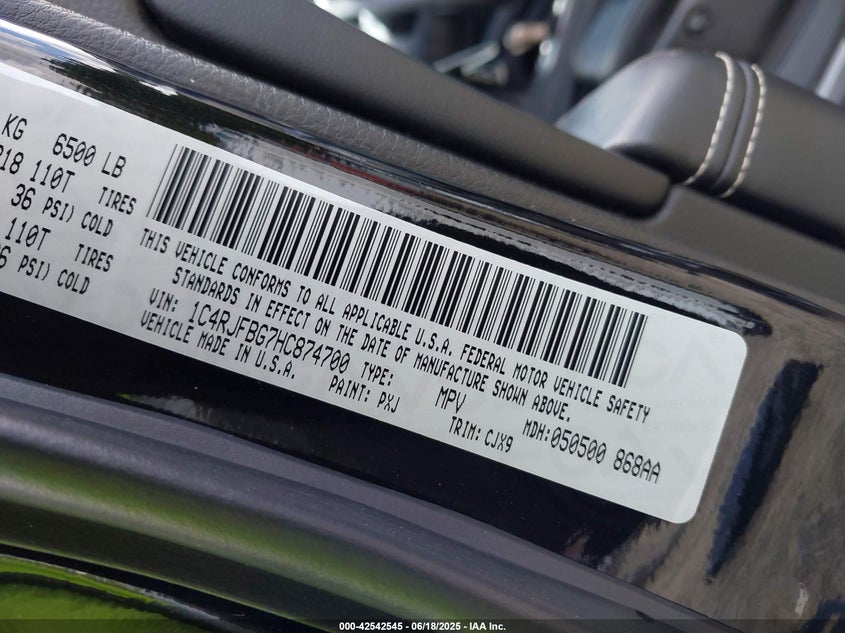 KG 6500 LB
218 110T TIRES
36 PSI) COLD
110T TIRES
6 PSI) COLD
THIS VEHICLE CONFORMS TO ALL APPLICABLE U.S.A. FEDERAL MOTOR VEHICLE SAFETY
STANDARDS IN EFFECT ON THE DATE OF MANUFACTURE SHOWN ABOVE.
VIN: 1C4RJFBG7HC874700 TYPE: MPV MDH:050500 868AA
VEHICLE MADE IN U.S.A. PAINT: PXJ TRIM: CJX9
000-42542545 - 06/18/2025 - IAA Inc.